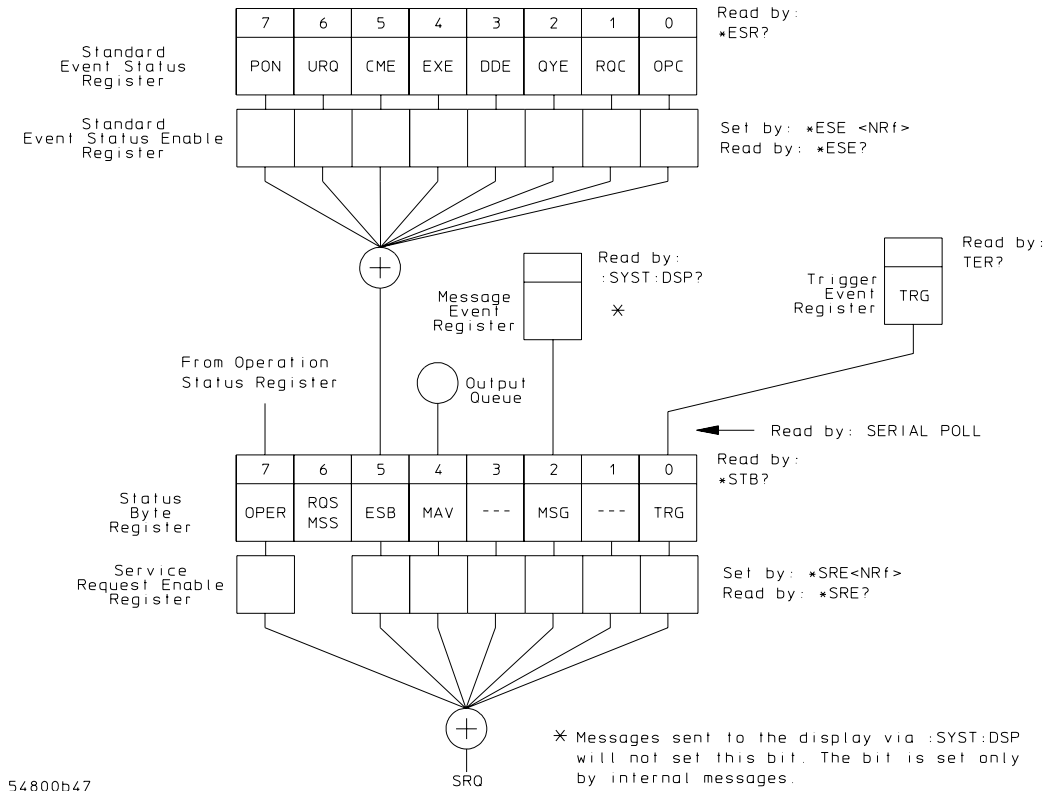 7 6 5 4 3 2 1 0
Read by:
*ESR?
Standard
Event Status
Register
PON URQ CME EXE DDE QYE RQC OPC
Standard
Event Status Enable
Register
Set by: *ESE <NRf>
Read by: *ESE?
+
Read by:
:SYST:DSP?
*
Message
Event
Register
Read by:
TER?
Trigger
Event
Register
TRG
From Operation
Status Register
Output
Queue
Read by: SERIAL POLL
7 6 5 4 3 2 1 0
Read by:
*STB?
Status
Byte
Register
OPER RQS MSS ESB MAV --- MSG --- TRG
Service
Request Enable
Register
Set by: *SRE<NRf>
Read by: *SRE?
+
SRQ
* Messages sent to the display via :SYST:DSP
will not set this bit. The bit is set only
by internal messages.
54800b47